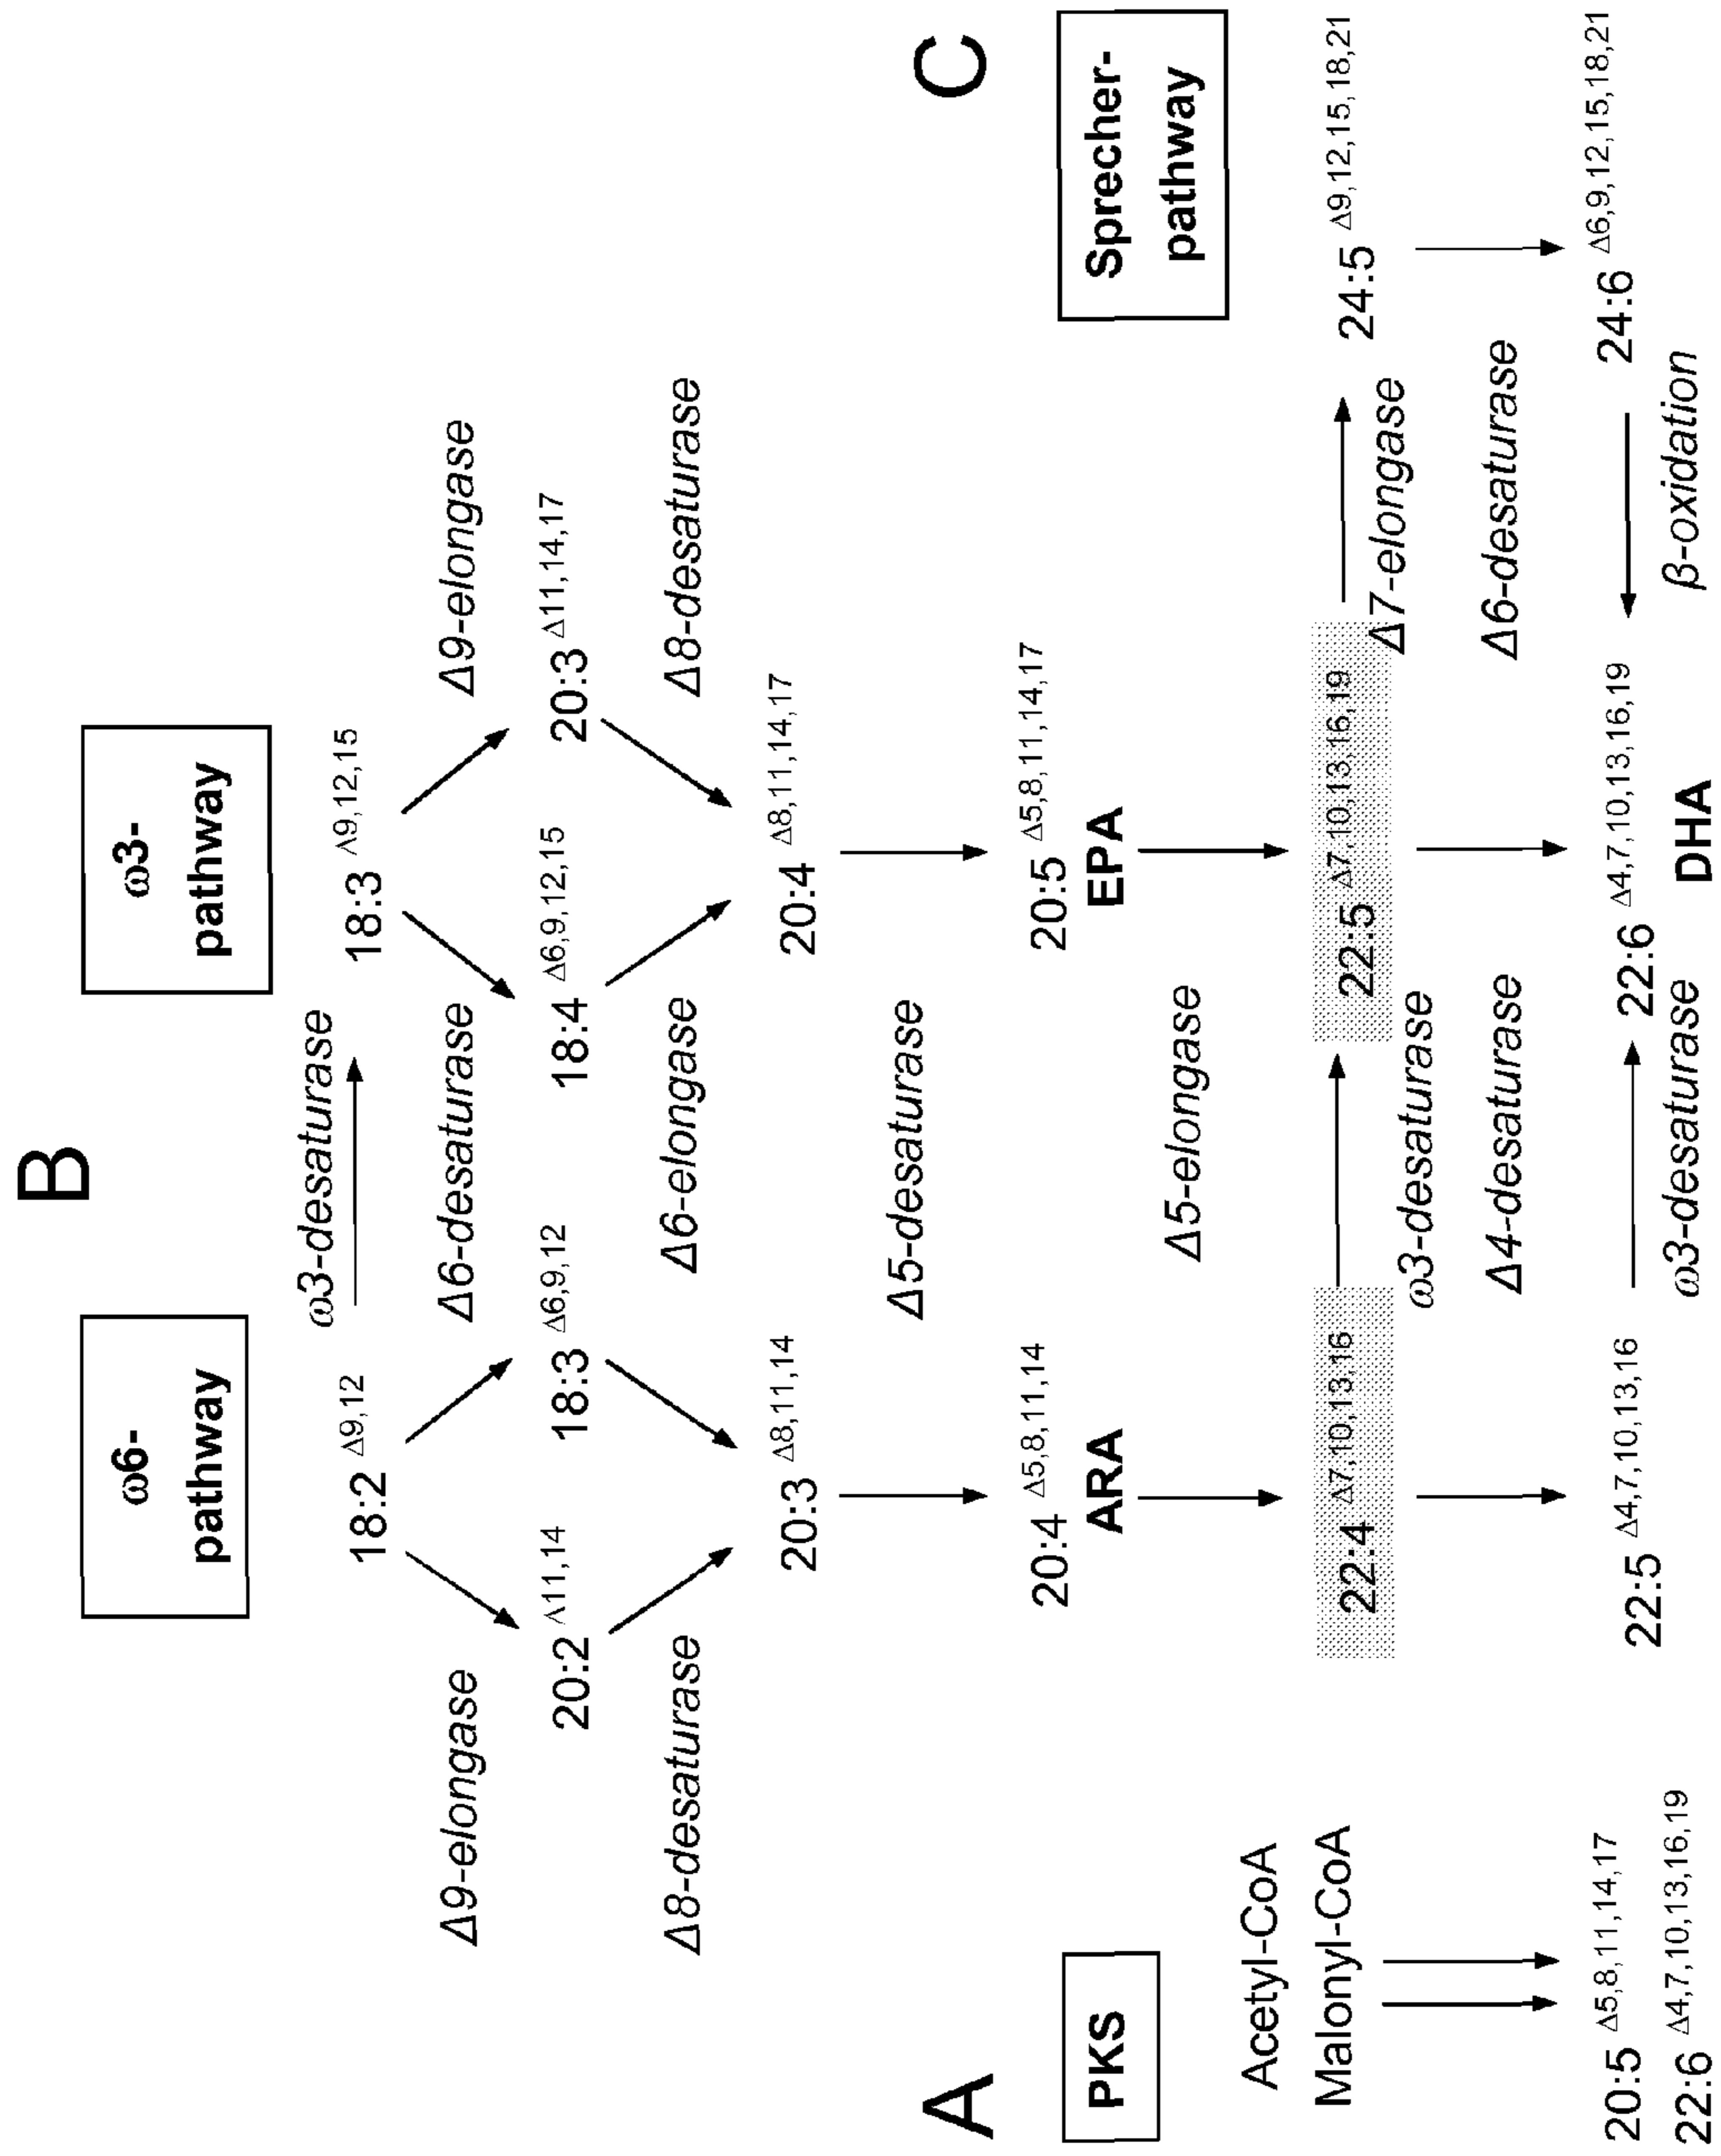 A
PKS
Acetyl-CoA
Malonyl-CoA
20:5 Δ5,8,11,14,17
22:6 Δ4,7,10,13,16,19
B
ω6-
pathway
ω3-
pathway
18:2 Δ9,12
ω3-desaturase
18:3 Λ9,12,15
Δ9-elongase
Δ6-desaturase
Δ9-elongase
20:2 Λ11,14
18:3 Δ6,9,12
18:4 Δ6,9,12,15
20:3 Δ11,14,17
Δ8-desaturase
Δ6-elongase
Δ8-desaturase
20:3 Δ8,11,14
20:4 Δ8,11,14,17
Δ5-desaturase
20:4 Δ5,8,11,14
ARA
20:5 Δ5,8,11,14,17
EPA
Δ5-elongase
22:4 Δ7,10,13,16
22:5 Δ7,10,13,16,19
ω3-desaturase
Δ4-desaturase
22:5 Δ4,7,10,13,16
22:6 Δ4,7,10,13,16,19
ω3-desaturase
DHA
C
Sprecher-
pathway
24:5 Δ9,12,15,18,21
Δ7-elongase
Δ6-desaturase
24:6 Δ6,9,12,15,18,21
β-oxidation